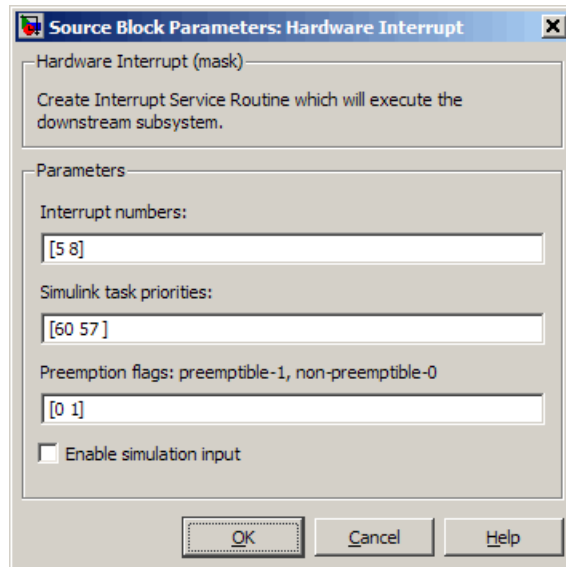 Source Block Parameters: Hardware Interrupt
Hardware Interrupt (mask)
Create Interrupt Service Routine which will execute the
downstream subsystem.
Parameters
Interrupt numbers:
[5 8]
Simulink task priorities:
[60 57 ]
Preemption flags: preemptible-1, non-preemptible-0
[0 1]
Enable simulation input
OK Cancel Help